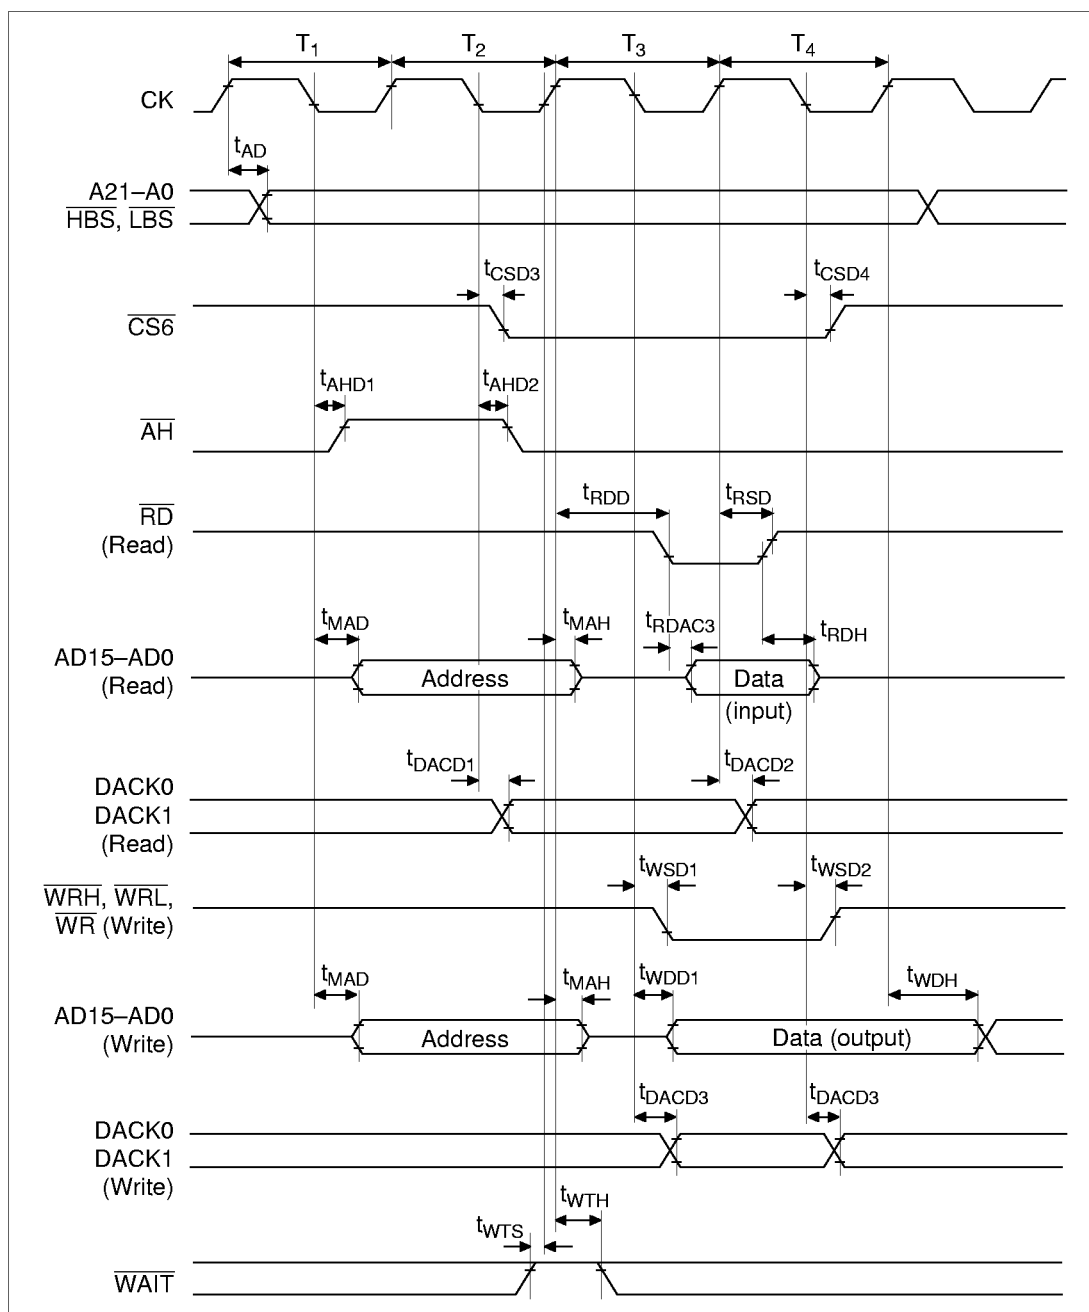 T1 T2 T3 T4
CK
tAD
A21–A0
HBS, LBS
tCSD3 tCSD4
CS6
tAHD1 tAHD2
AH
tRDD tRSD
RD
(Read)
tMAD tMAH tRDAC3 tRDH
AD15–AD0
(Read)
Address Data
(input)
tDACD1 tDACD2
DACK0
DACK1
(Read)
tWSD1 tWSD2
WRH, WRL,
WR (Write)
tMAD tMAH tWDD1 tWDH
AD15–AD0
(Write)
Address Data (output)
tDACD3 tDACD3
DACK0
DACK1
(Write)
tWTH
tWTS
WAIT